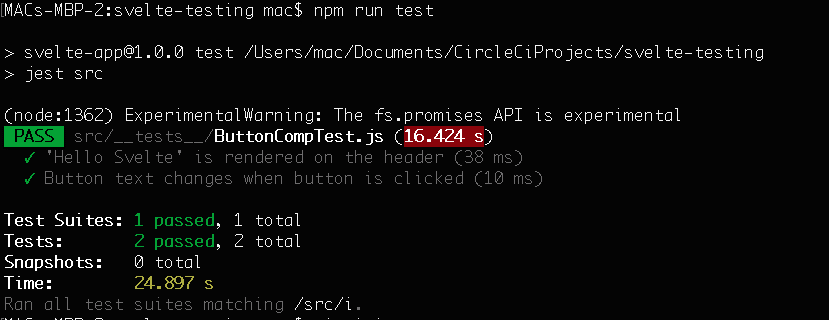 MACs-MBP-2:svelte-testing mac$ npm run test
> svelte-app@1.0.0 test /Users/mac/Documents/CircleCiProjects/svelte-testing
> jest src
(node:1362) ExperimentalWarning: The fs.promises API is experimental
PASS src/__tests__/ButtonCompTest.js (16.424 s)
✓ 'Hello Svelte' is rendered on the header (38 ms)
✓ Button text changes when button is clicked (10 ms)
Test Suites: 1 passed, 1 total
Tests: 2 passed, 2 total
Snapshots: 0 total
Time: 24.897 s
Ran all test suites matching /src/i.